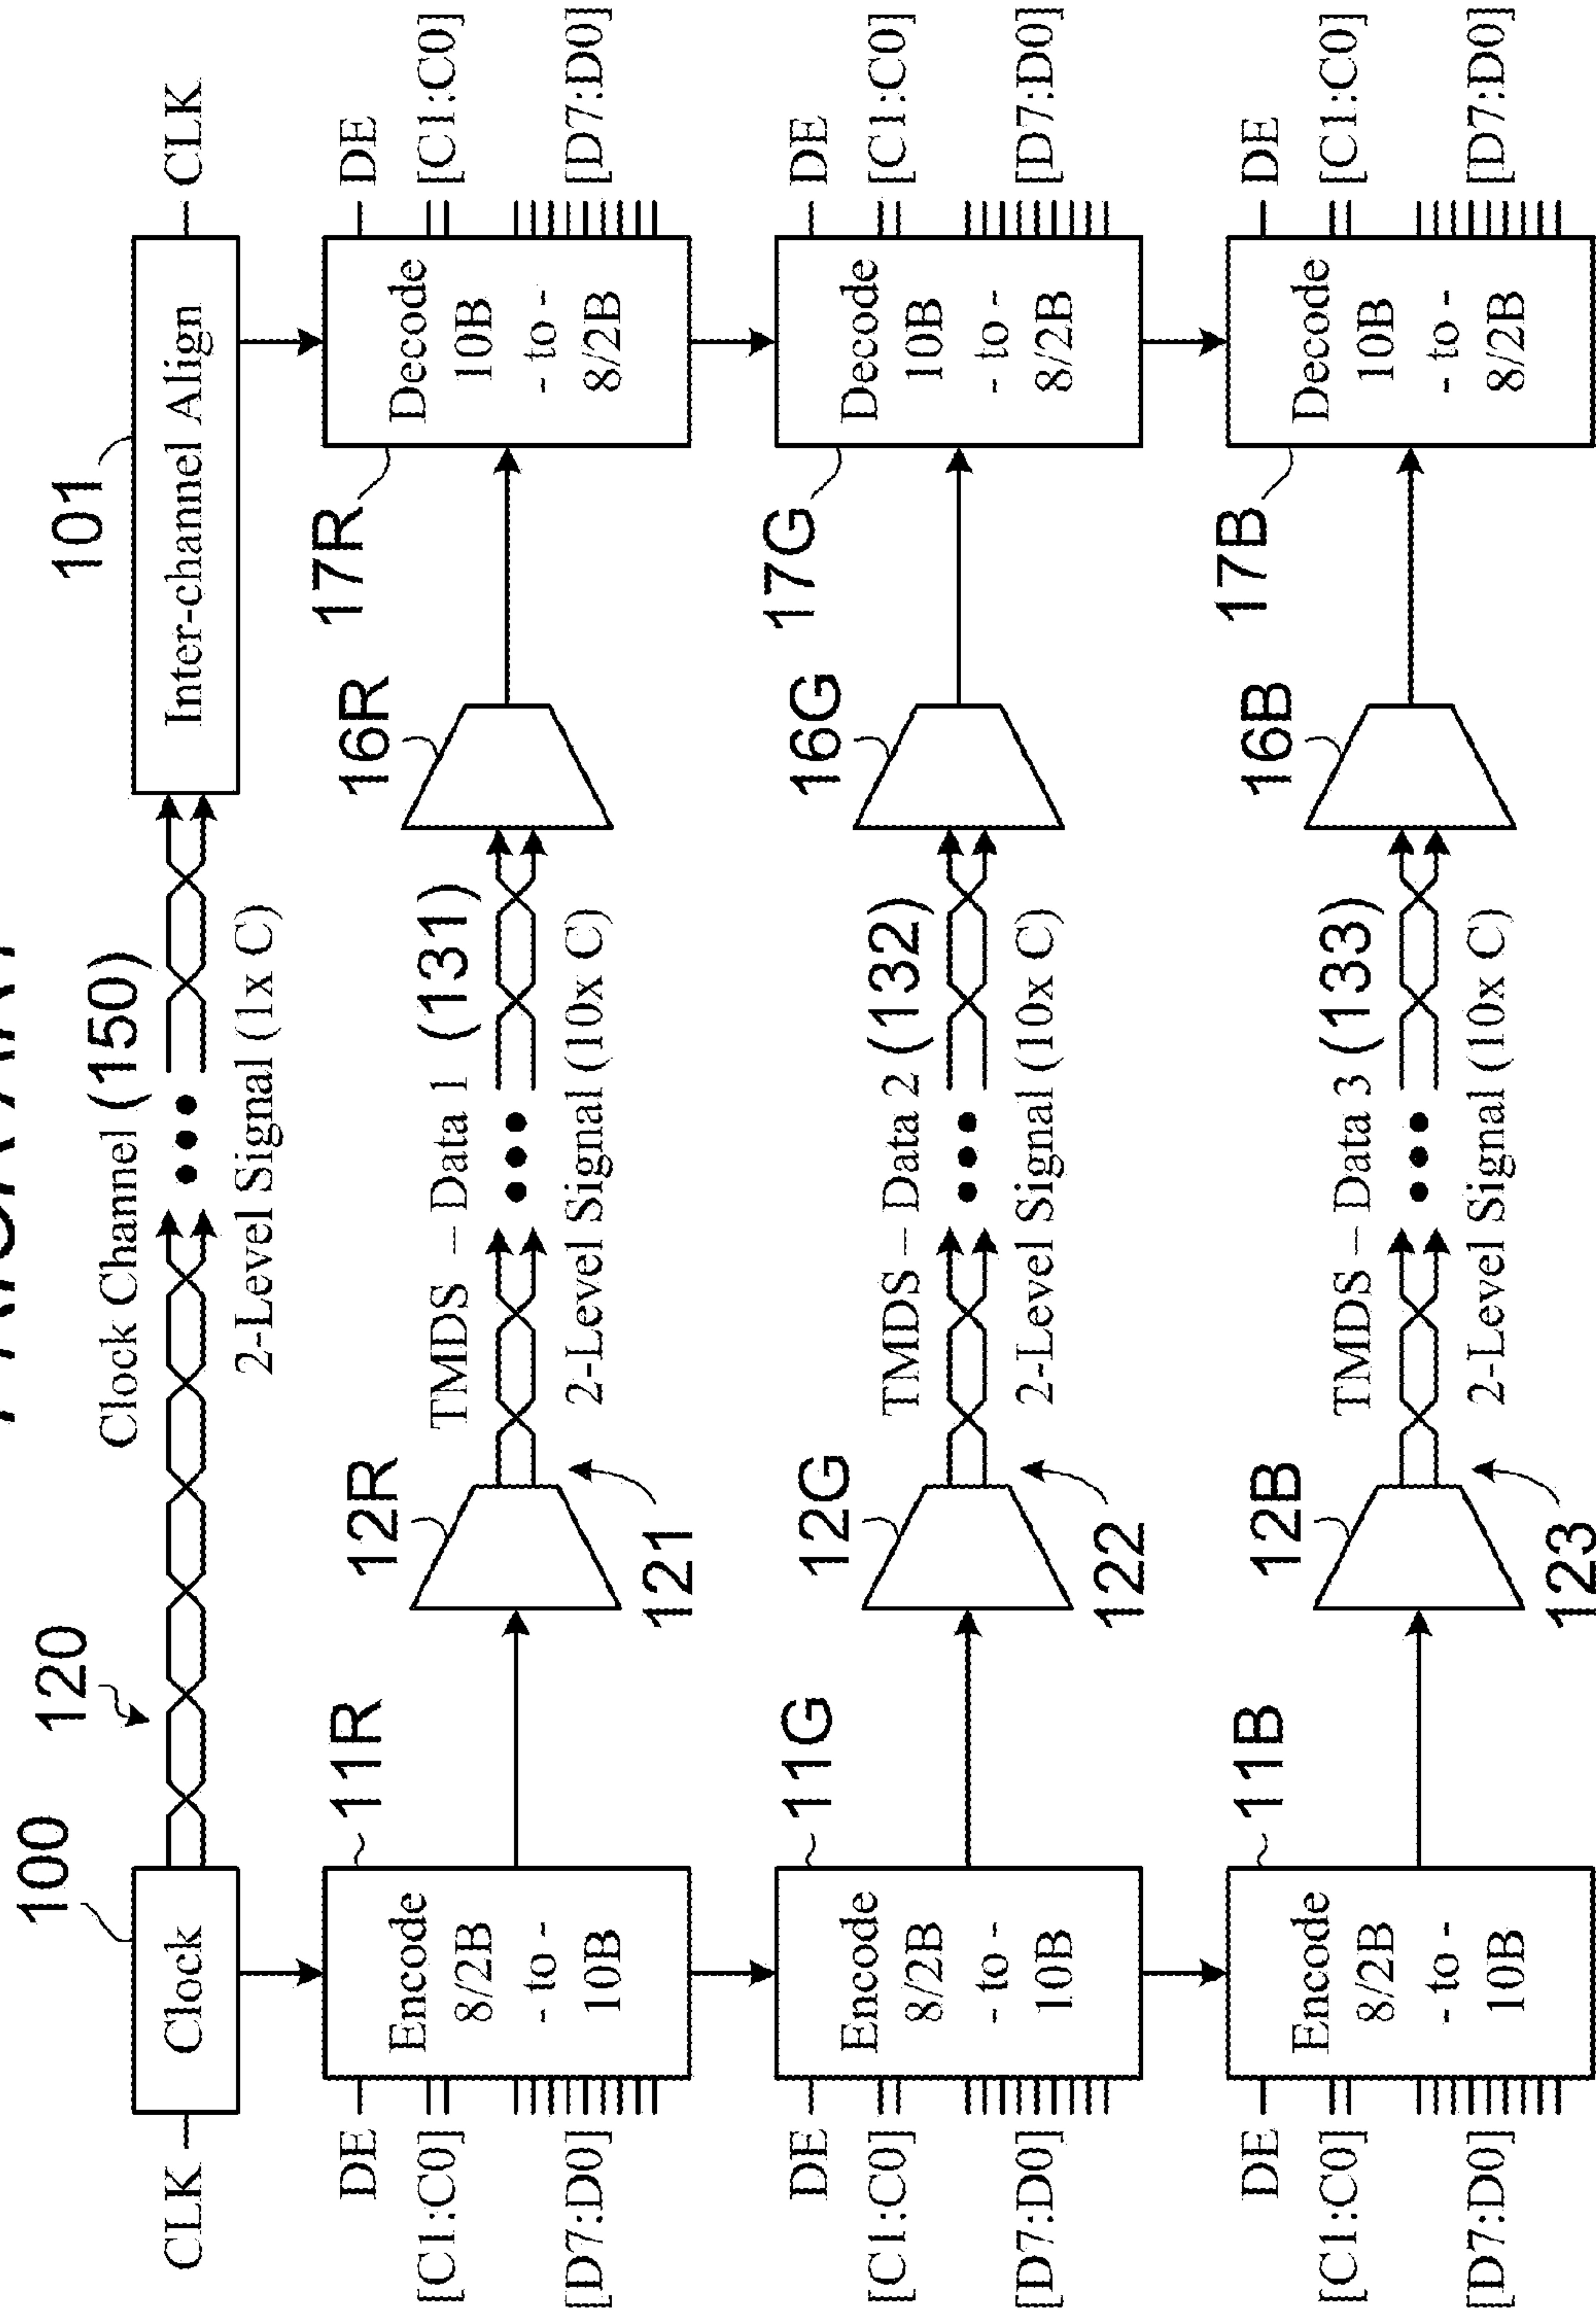 PRIOR ART
100
120
Clock Channel (150)
101
CLK
Clock
Inter-channel Align
CLK
2-Level Signal (1x C)
11R
12R
16R
17R
DE
[C1:C0]
[D7:D0]
Encode
8/2B
- to -
10B
TMDS – Data 1 (131)
2-Level Signal (10x C)
121
Decode
10B
- to -
8/2B
DE
[C1:C0]
[D7:D0]
11G
12G
16G
17G
DE
[C1:C0]
[D7:D0]
Encode
8/2B
- to -
10B
TMDS – Data 2 (132)
2-Level Signal (10x C)
122
Decode
10B
- to -
8/2B
DE
[C1:C0]
[D7:D0]
11B
12B
16B
17B
DE
[C1:C0]
[D7:D0]
Encode
8/2B
- to -
10B
TMDS – Data 3 (133)
2-Level Signal (10x C)
123
Decode
10B
- to -
8/2B
DE
[C1:C0]
[D7:D0]